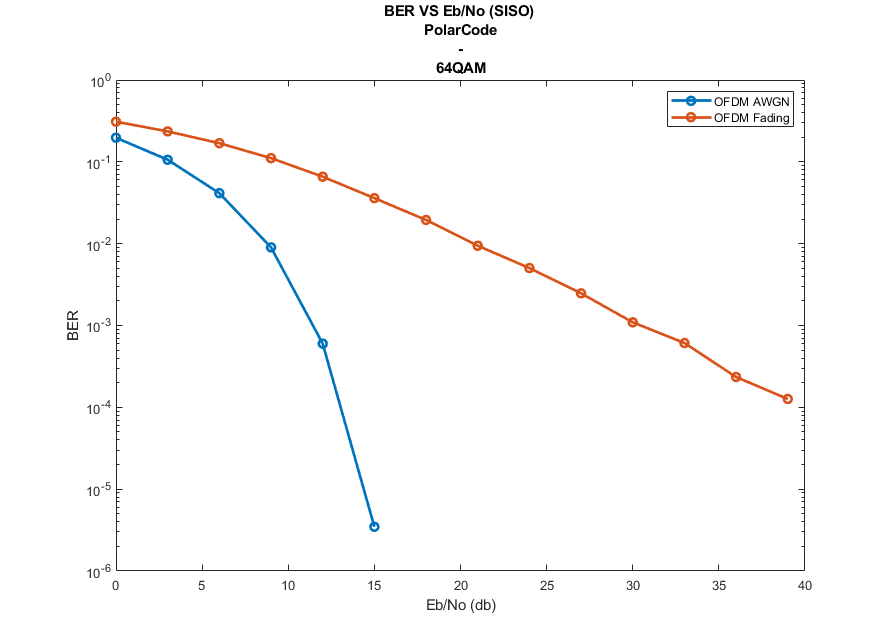 BER VS Eb/No (SISO)
PolarCode
-
64QAM
OFDM AWGN
OFDM Fading
10^0
10^-1
10^-2
10^-3
10^-4
10^-5
10^-6
BER
0 5 10 15 20 25 30 35 40
Eb/No (db)